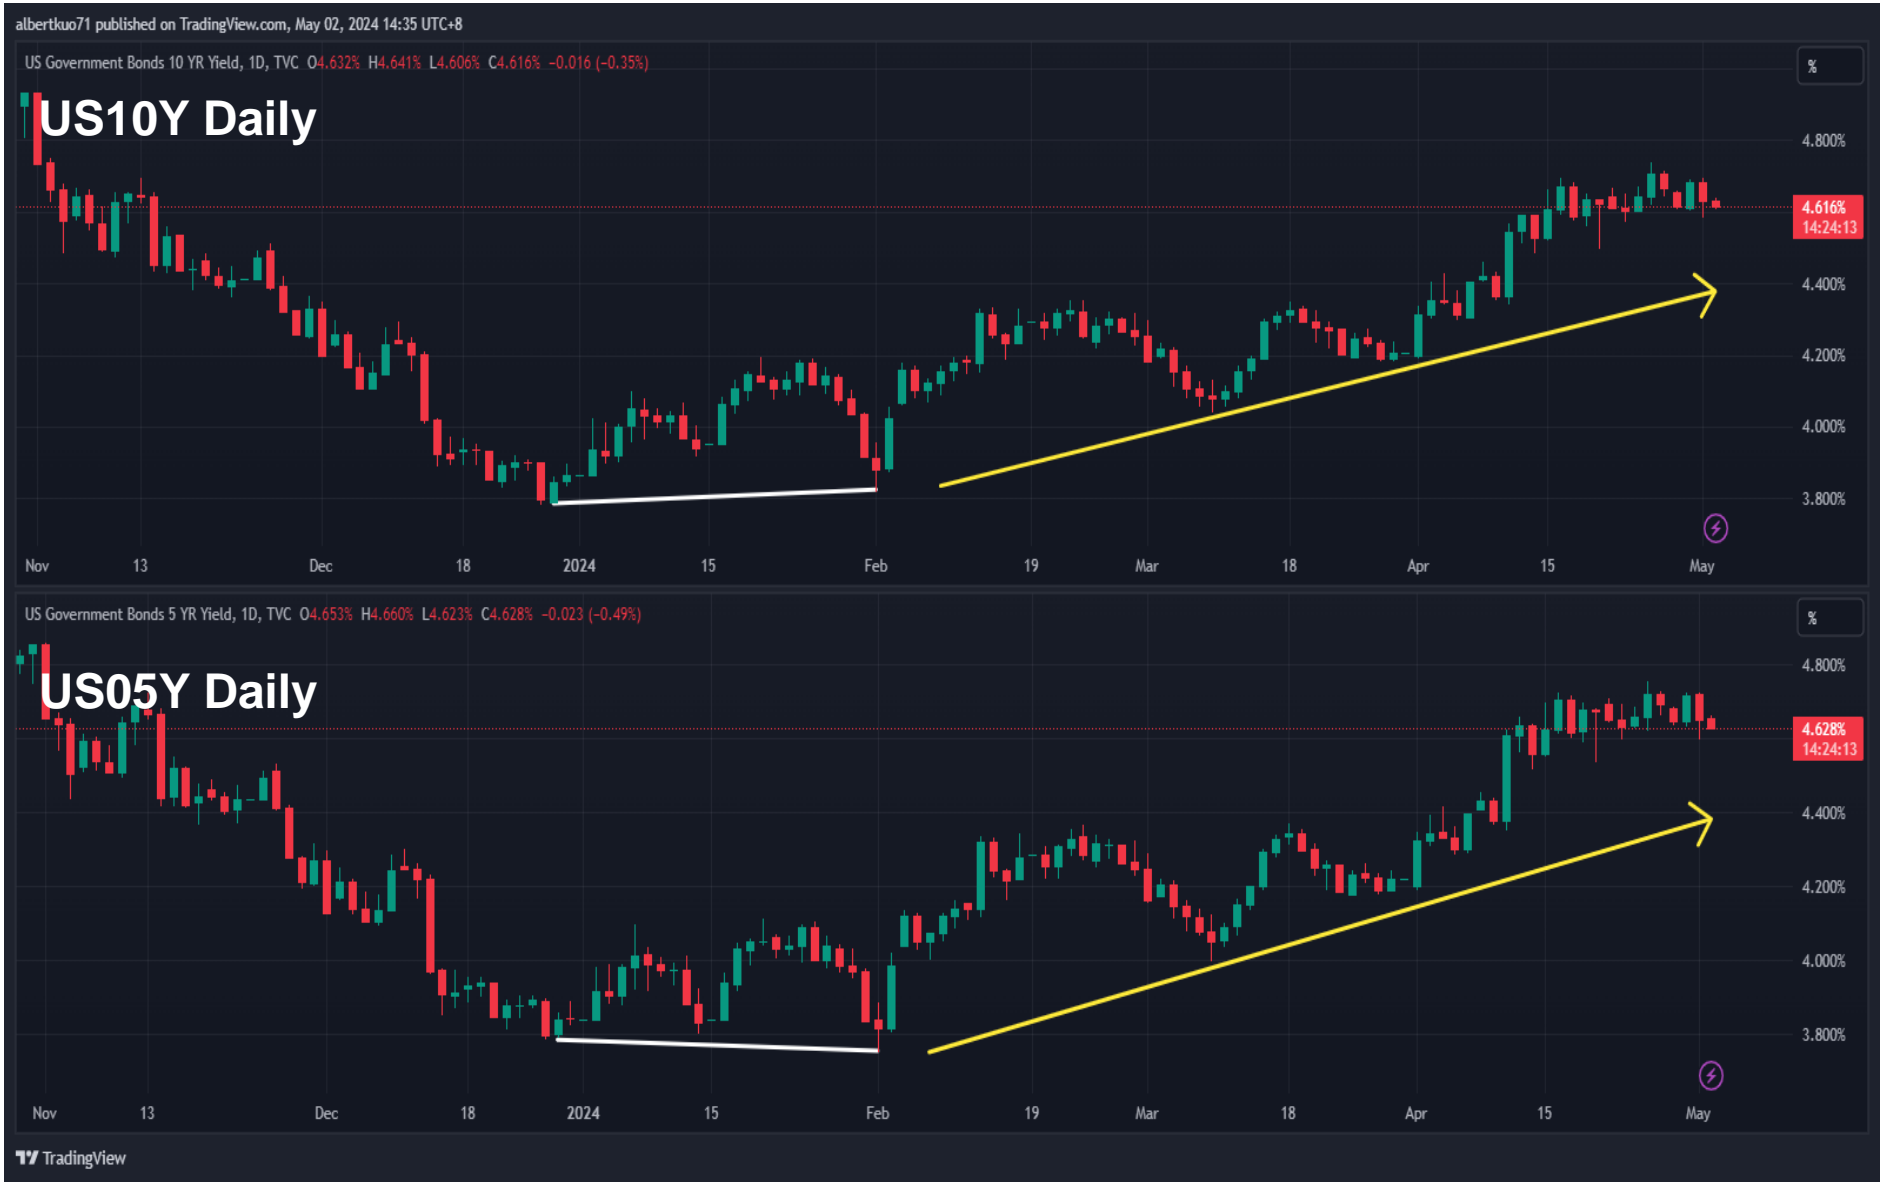 albertkuo71 published on TradingView.com, May 02, 2024 14:35 UTC+8
US Government Bonds 10 YR Yield, 1D, TVC O4.632% H4.641% L4.606% C4.616% −0.016 (−0.35%)
%
US10Y Daily
4.800%
4.616%
14:24:13
4.400%
4.200%
4.000%
3.800%
Nov 13 Dec 18 2024 15 Feb 19 Mar 18 Apr 15 May
US Government Bonds 5 YR Yield, 1D, TVC O4.653% H4.660% L4.623% C4.628% −0.023 (−0.49%)
%
4.800%
US05Y Daily
4.628%
14:24:13
4.400%
4.200%
4.000%
3.800%
Nov 13 Dec 18 2024 15 Feb 19 Mar 18 Apr 15 May
TradingView